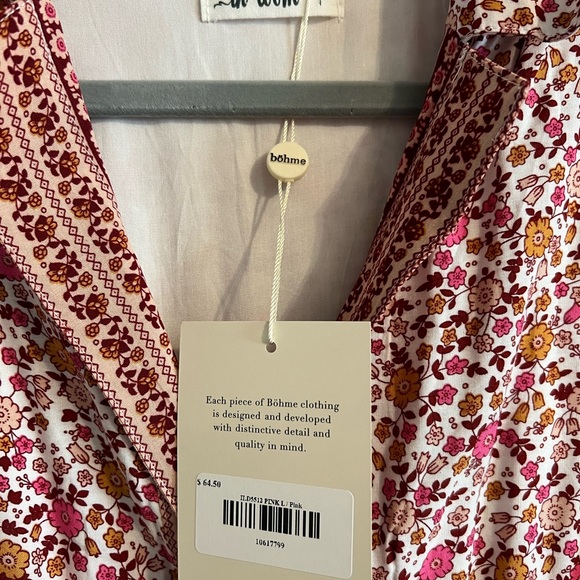 in
böhme
Each piece of Böhme clothing
is designed and developed
with distinctive detail and
quality in mind.
$ 64.50
ILD5512 PINK L / Pink
10617799